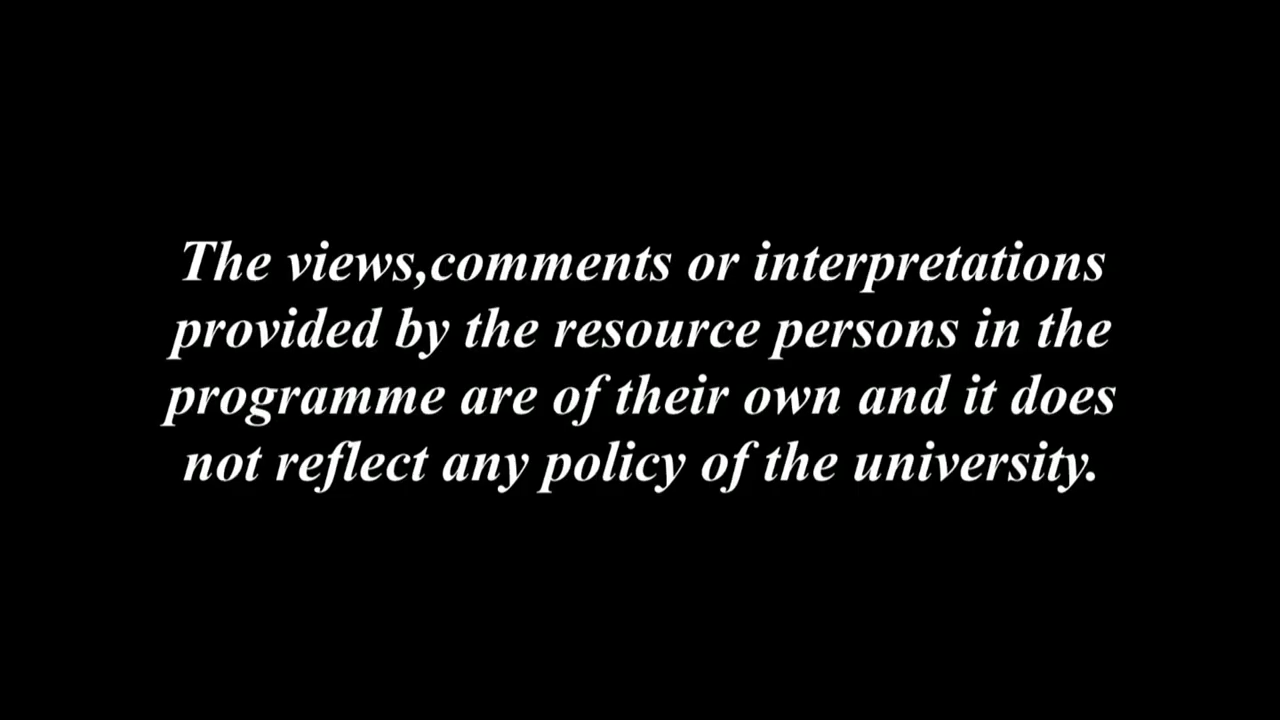 The views,comments or interpretations
provided by the resource persons in the
programme are of their own and it does
not reflect any policy of the university.